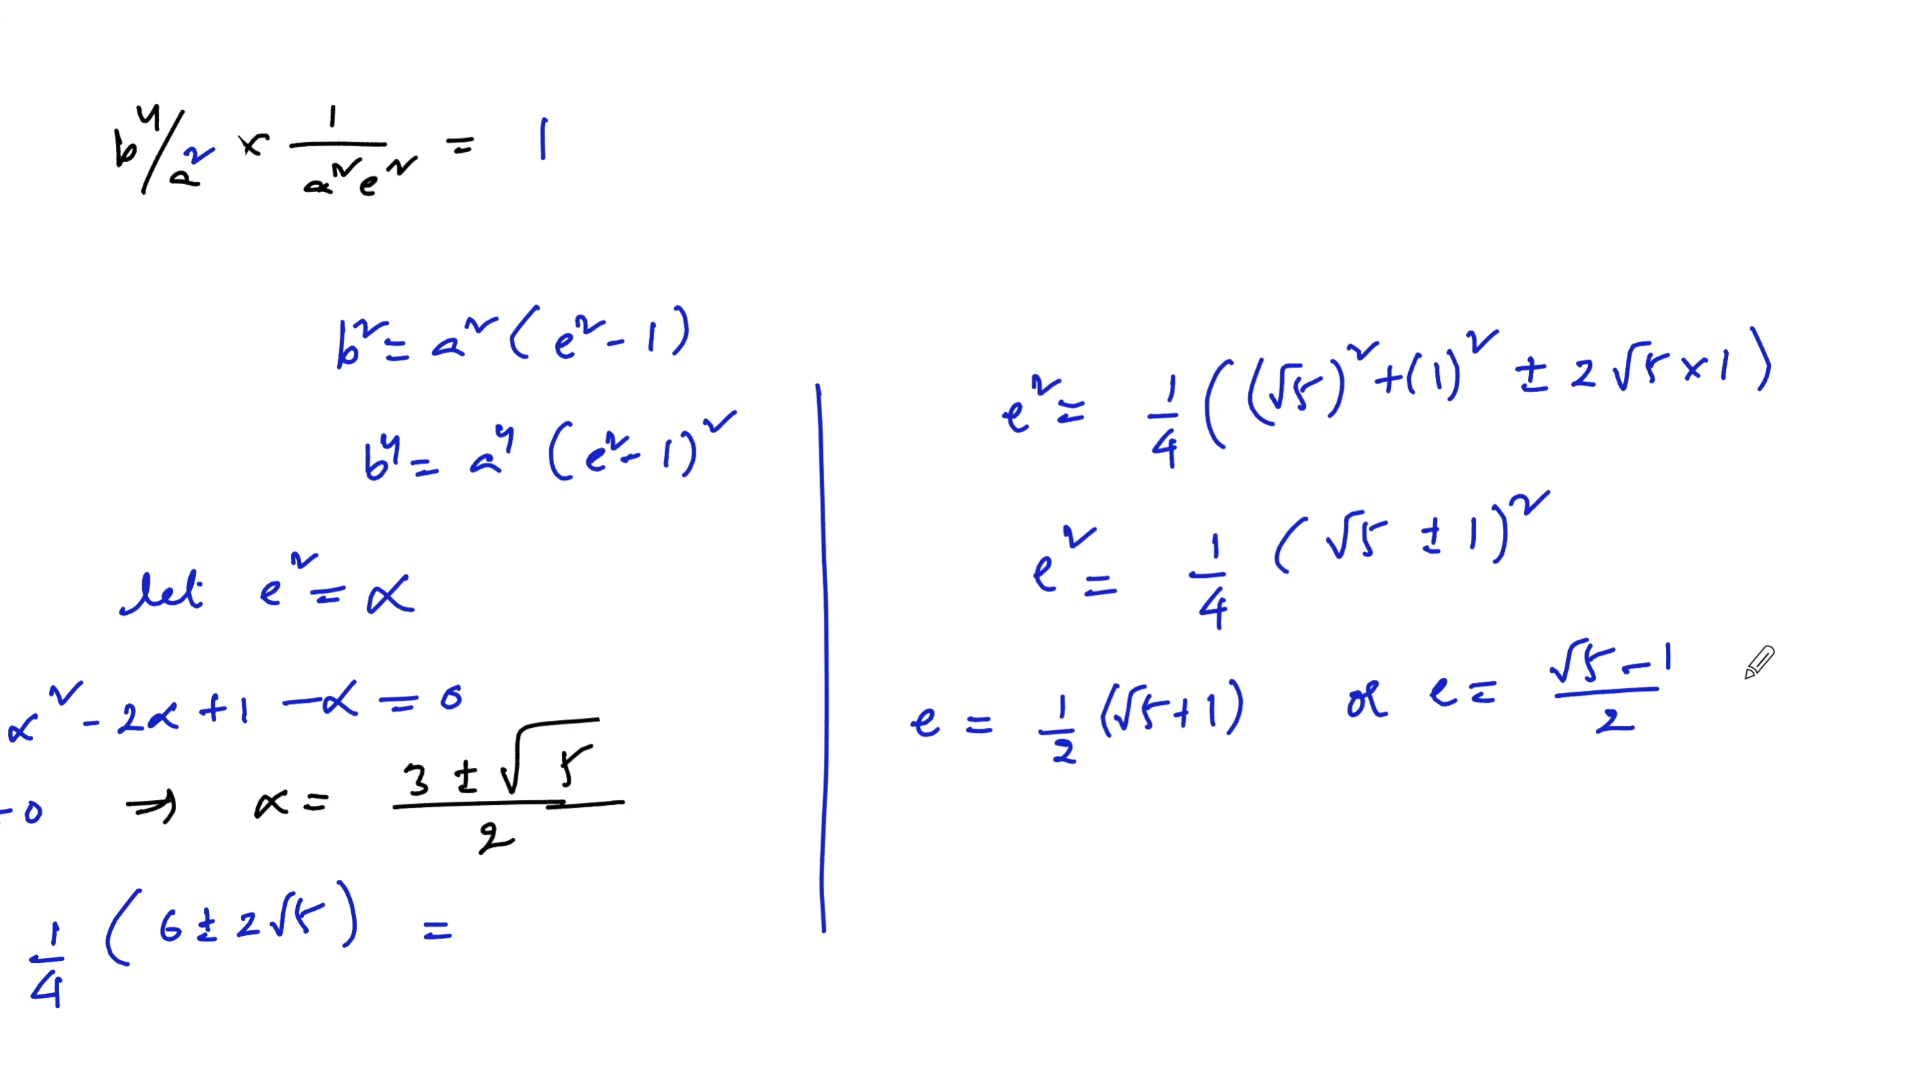 b⁴/a² × 1/(a²e²) = 1
b² = a² (e² - 1)
b⁴ = a⁴ (e² - 1)²
let e² = α
α² - 2α + 1 - α = 0
-0 ⇒ α = (3 ± √5)/2
1/4 (6 ± 2√5) =
e² = 1/4 ((√5)² + (1)² ± 2√5 × 1)
e² = 1/4 (√5 ± 1)²
e = 1/2 (√5 + 1) or e = (√5 - 1)/2